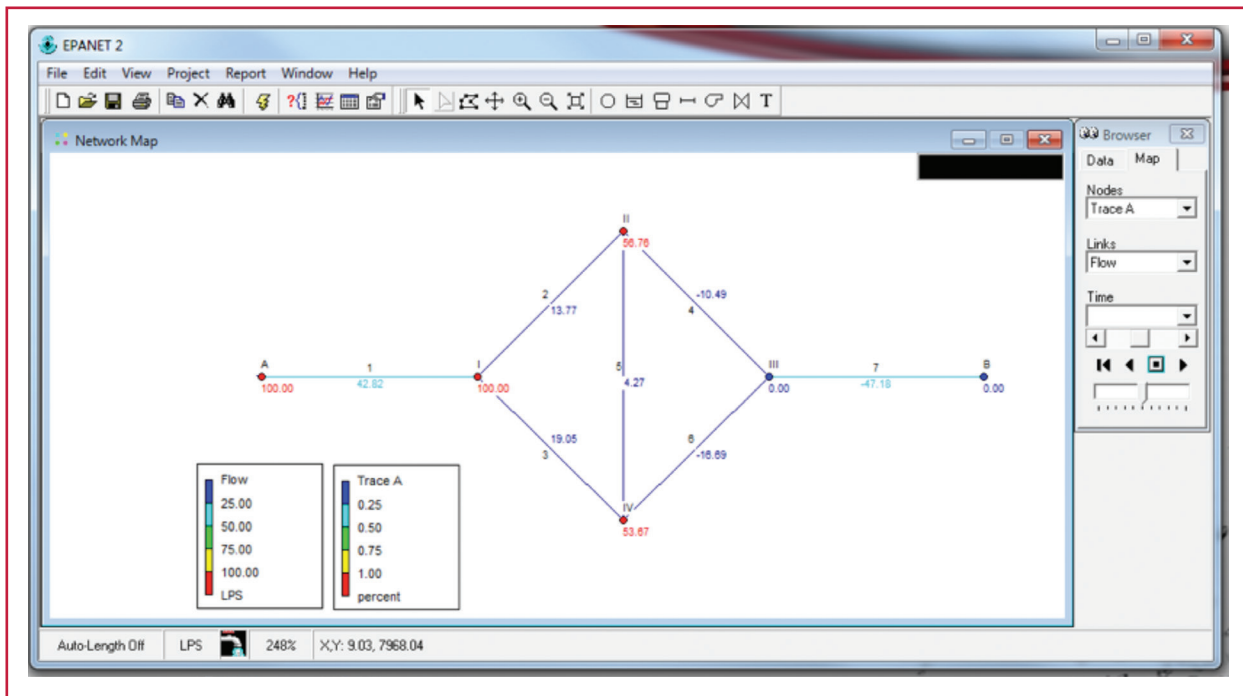 EPANET 2
File Edit View Project Report Window Help
T
Network Map
Browser
Data Map
Nodes
Trace A
Links
Flow
Time
II
56.76
2
13.77
-10.49
4
A
100.00
1
42.82
I
100.00
5
4.27
III
0.00
7
-47.18
B
0.00
19.05
3
6
-16.69
IV
53.67
Flow
25.00
50.00
75.00
100.00
LPS
Trace A
0.25
0.50
0.75
1.00
percent
Auto-Length Off LPS 248% X,Y: 9.03, 7968.04